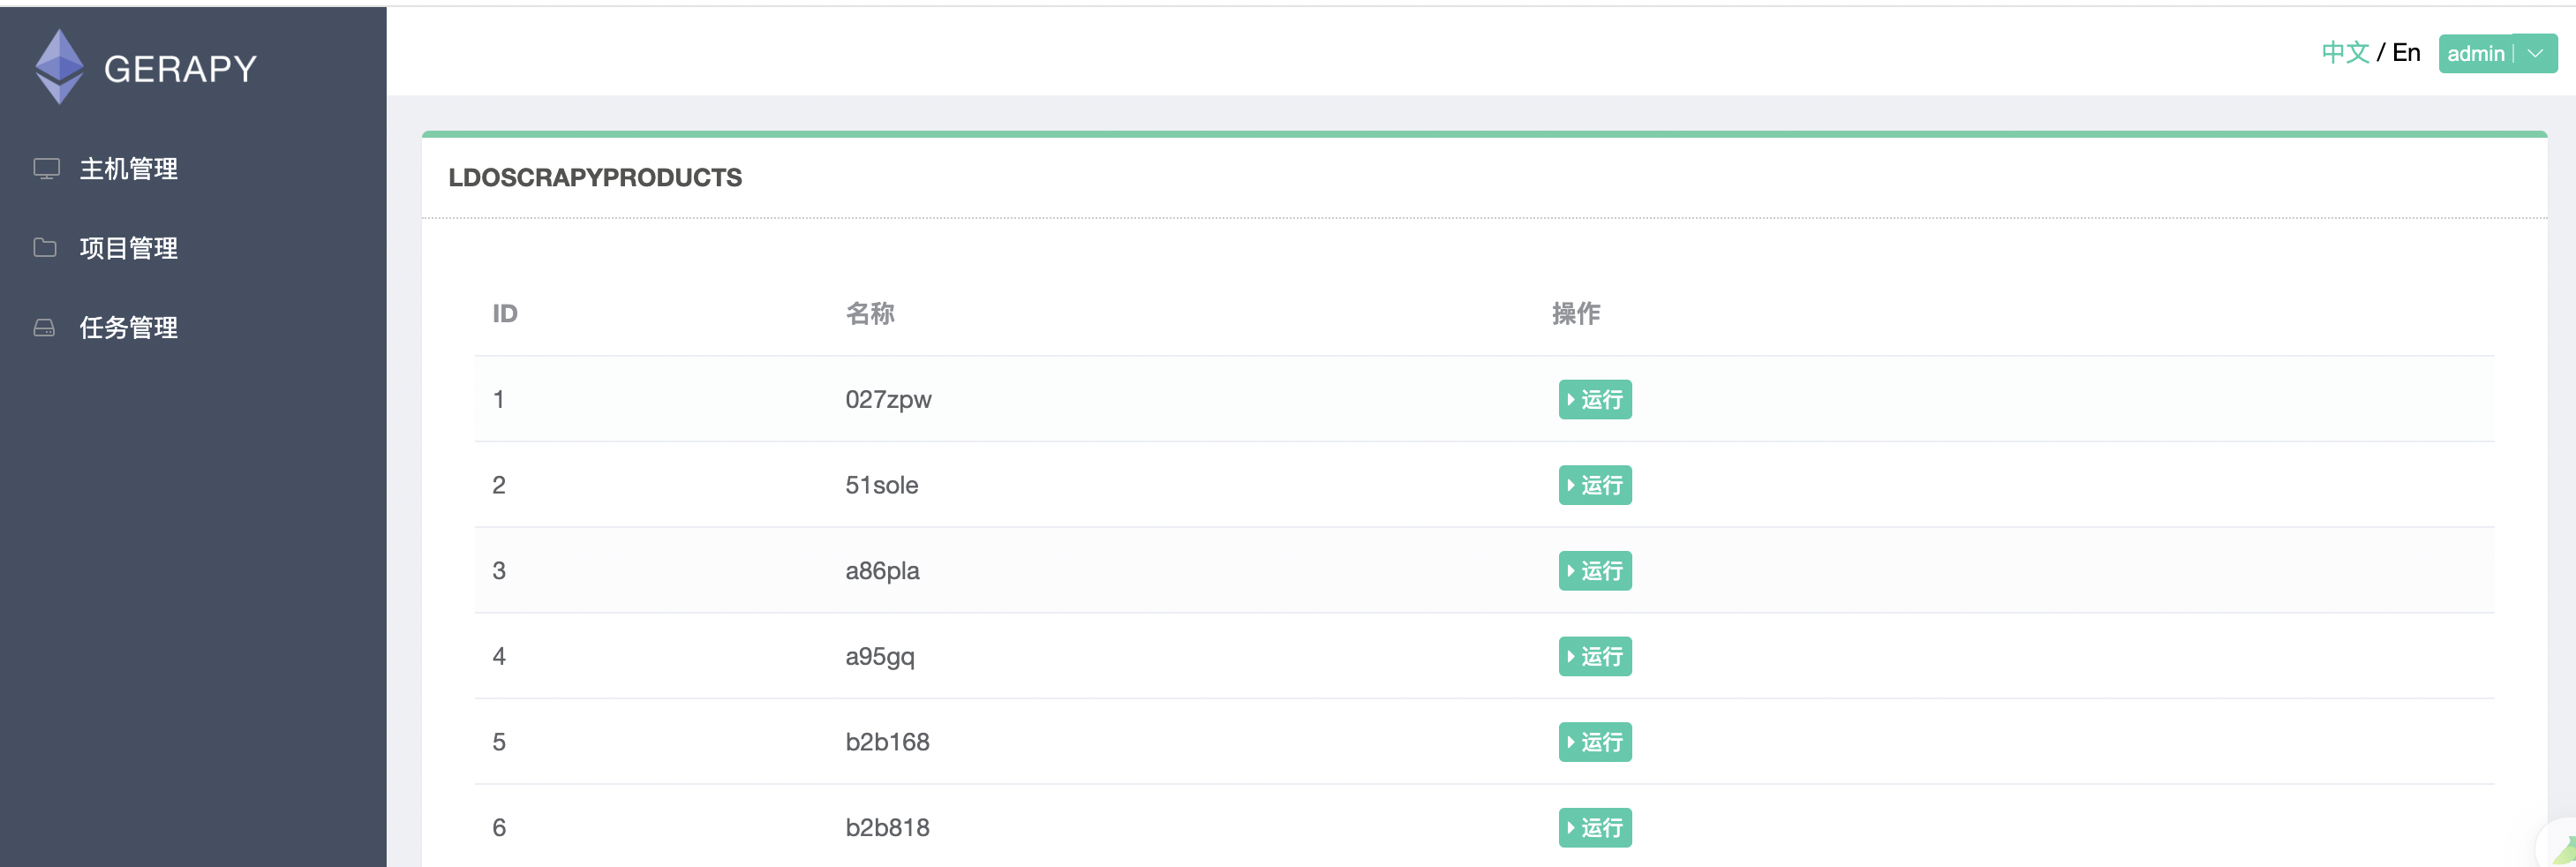 GERAPY
中文 / En admin
主机管理
项目管理
任务管理
LDOSCRAPYPRODUCTS
ID 名称 操作
1 027zpw 运行
2 51sole 运行
3 a86pla 运行
4 a95gq 运行
5 b2b168 运行
6 b2b818 运行